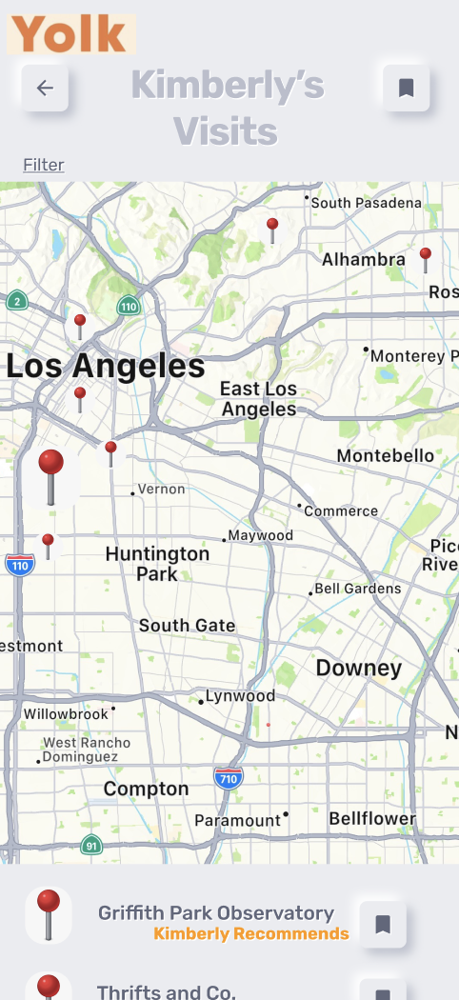 Yolk
Kimberly's
Visits
Filter
South Pasadena
Alhambra
Ros
2
110
Los Angeles
Monterey P
East Los
Angeles
Montebello
Vernon
Commerce
Maywood
Pico
Rive
Huntington
Park
110
Bell Gardens
South Gate
estmont
Downey
Lynwood
Willowbrook
N
West Rancho
Dominguez
710
Compton
Paramount
Bellflower
91
Griffith Park Observatory
Kimberly Recommends
Thrifts and Co.